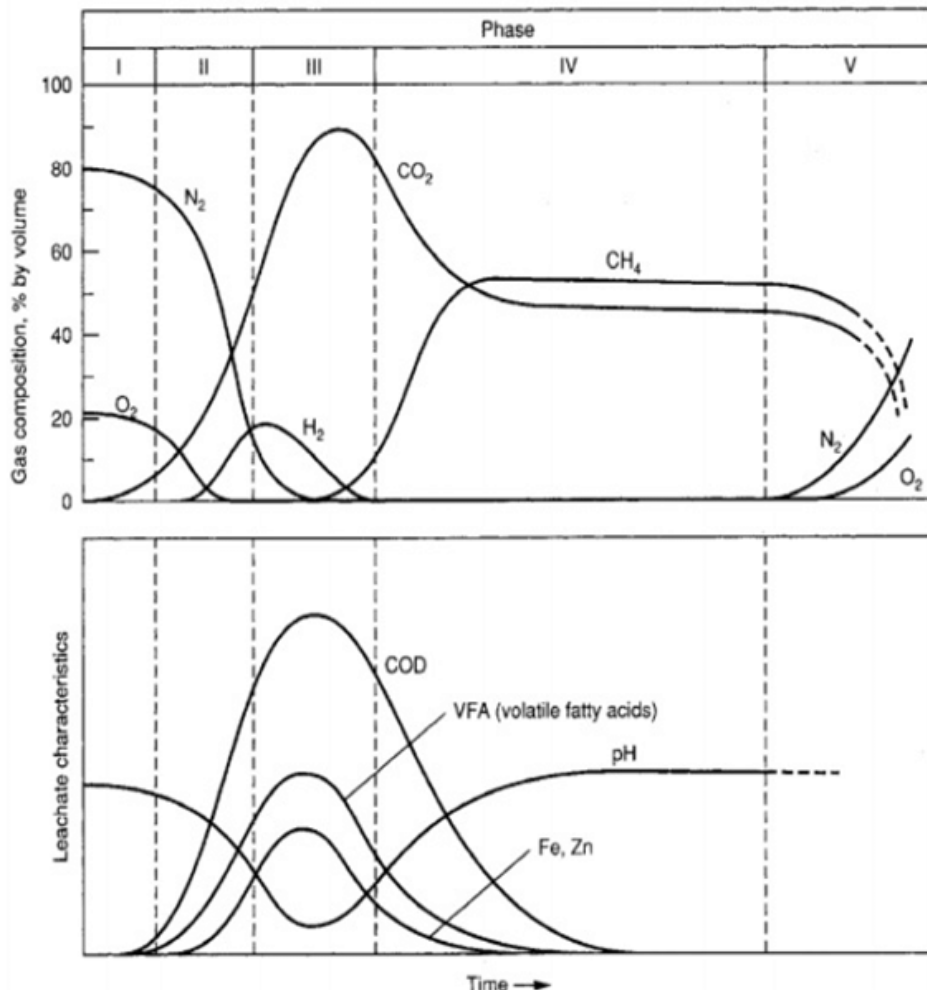 Phase
I II III IV V
Gas composition, % by volume
100
80
60
40
20
0
N₂
O₂
H₂
CO₂
CH₄
N₂
O₂
Leachate characteristics
COD
VFA (volatile fatty acids)
pH
Fe, Zn
Time